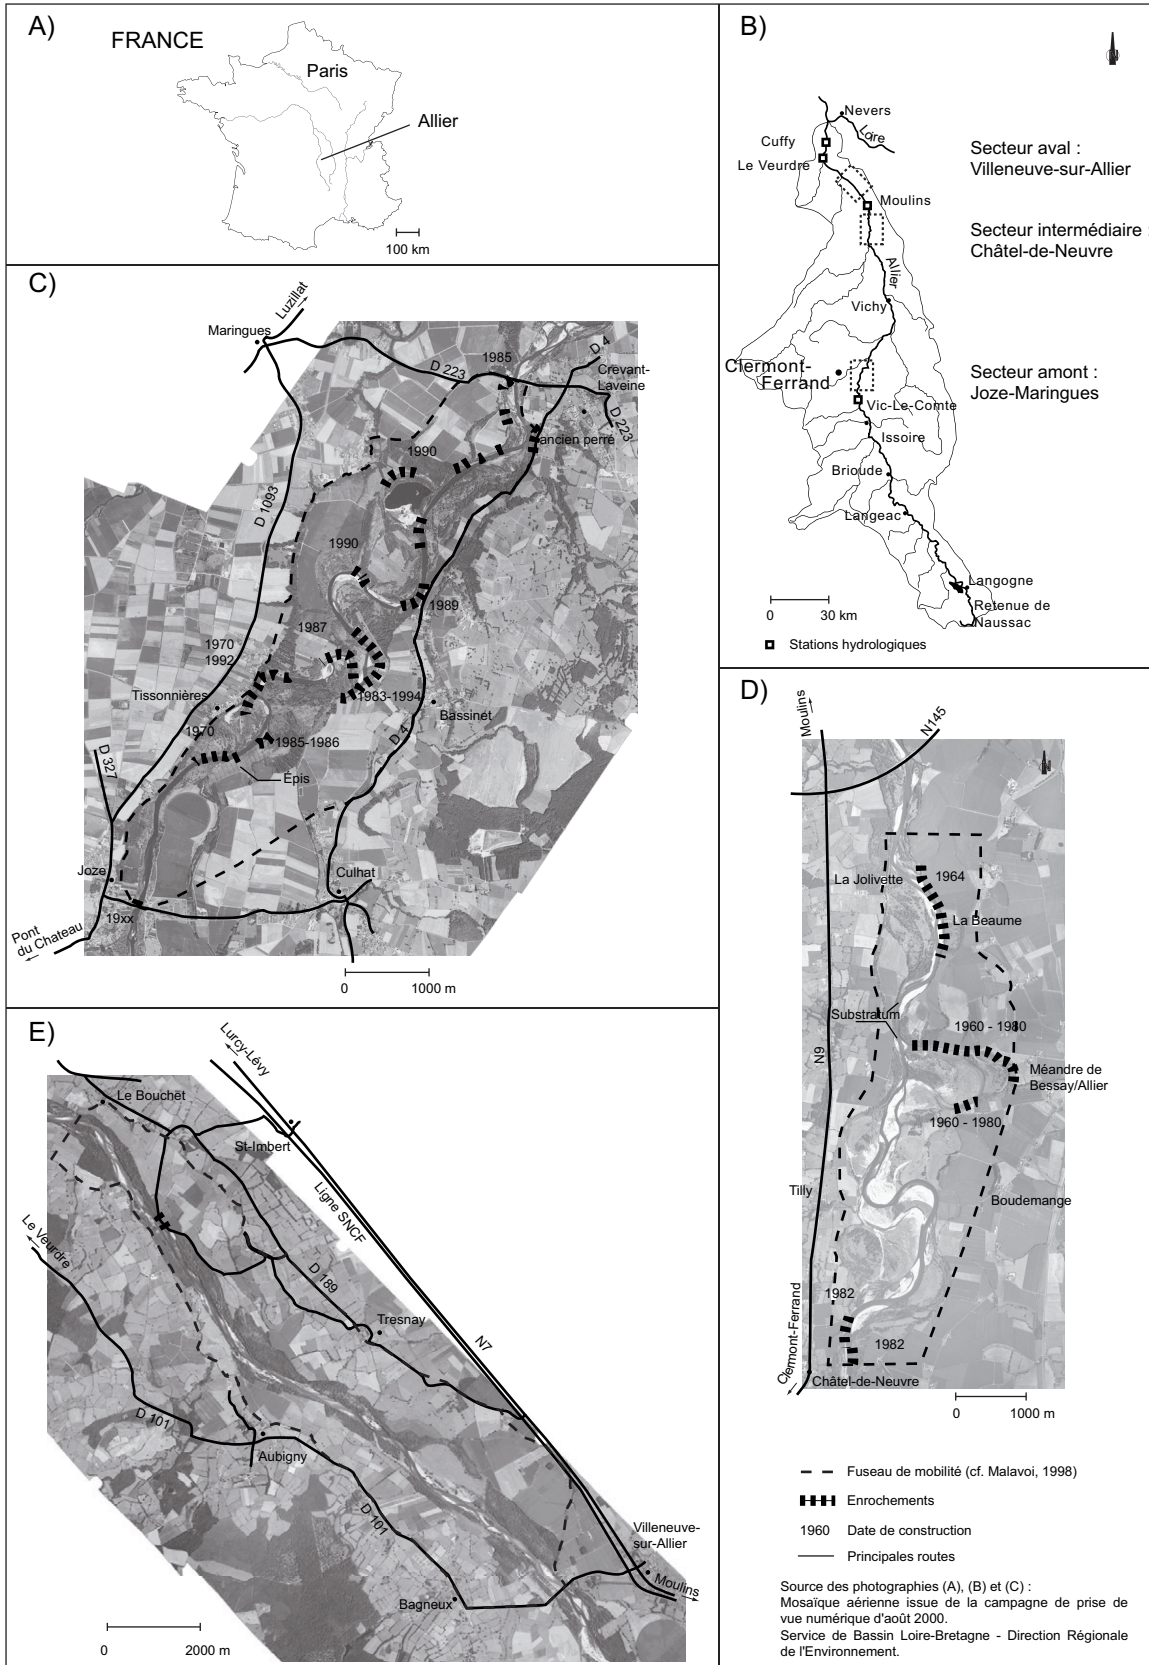 A)
FRANCE
Paris
Allier
100 km
B)
Nevers
Loire
Cuffy
Le Veurdre
Moulins
Allier
Vichy
Clermont-
Ferrand
Vic-Le-Comte
Issoire
Brioude
Langeac
Langogne
Retenue de
Naussac
0 30 km
Stations hydrologiques
Secteur aval :
Villeneuve-sur-Allier
Secteur intermédiaire :
Châtel-de-Neuvre
Secteur amont :
Joze-Maringues
C)
Luzillat
Maringues
D 223
1985
D 4
Crevant-
Laveine
D 223
ancien perré
1990
D 1093
1990
1989
1987
1970
1992
Tissonnières
1983-1994
Bassinet
1970
1985-1986
D 4
D 327
Épis
Joze
Culhat
19xx
Pont
du Chateau
0 1000 m
D)
Moulins
N145
La Jolivette
1964
La Beaume
Substratum
1960 - 1980
N9
Méandre de
Bessay/Allier
1960 - 1980
Tilly
Boudemange
1982
1982
Clermont-Ferrand
Châtel-de-Neuvre
0 1000 m
E)
Lurcy-Lévy
Le Bouchet
St-Imbert
Ligne SNCF
Le Veurdre
D 189
Tresnay
N7
D 101
Aubigny
D 101
Villeneuve-
sur-Allier
Moulins
Bagneux
0 2000 m
Fuseau de mobilité (cf. Malavoi, 1998)
Enrochements
1960 Date de construction
Principales routes
Source des photographies (A), (B) et (C) :
Mosaïque aérienne issue de la campagne de prise de
vue numérique d'août 2000.
Service de Bassin Loire-Bretagne - Direction Régionale
de l'Environnement.